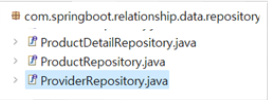 com.springboot.relationship.data.repository
ProductDetailRepository.java
ProductRepository.java
ProviderRepository.java